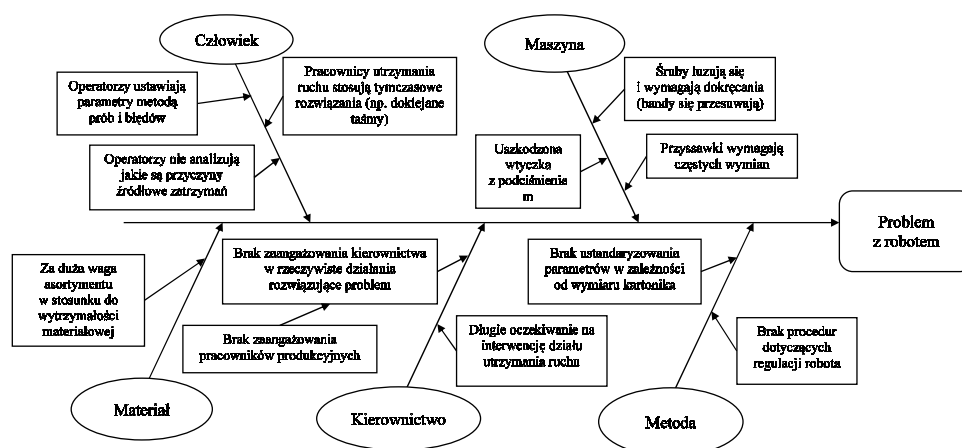 Człowiek
Maszyna
Operatorzy ustawiają
parametry metodą
prób i błędów
Pracownicy utrzymania
ruchu stosują tymczasowe
rozwiązania (np. doklejane
taśmy)
Operatorzy nie analizują
jakie są przyczyny
źródłowe zatrzymań
Śruby luzują się
i wymagają dokręcania
(bandy się przesuwają)
Uszkodzona
wtyczka
z podciśnienie
m
Przyssawki wymagają
częstych wymian
Problem
z robotem
Za duża waga
asortymentu
w stosunku do
wytrzymałości
materiałowej
Brak zaangażowania kierownictwa
w rzeczywiste działania
rozwiązujące problem
Brak zaangażowania
pracowników produkcyjnych
Długie oczekiwanie na
interwencję działu
utrzymania ruchu
Brak ustandaryzowania
parametrów w zależności
od wymiaru kartonika
Brak procedur
dotyczących
regulacji robota
Materiał
Kierownictwo
Metoda